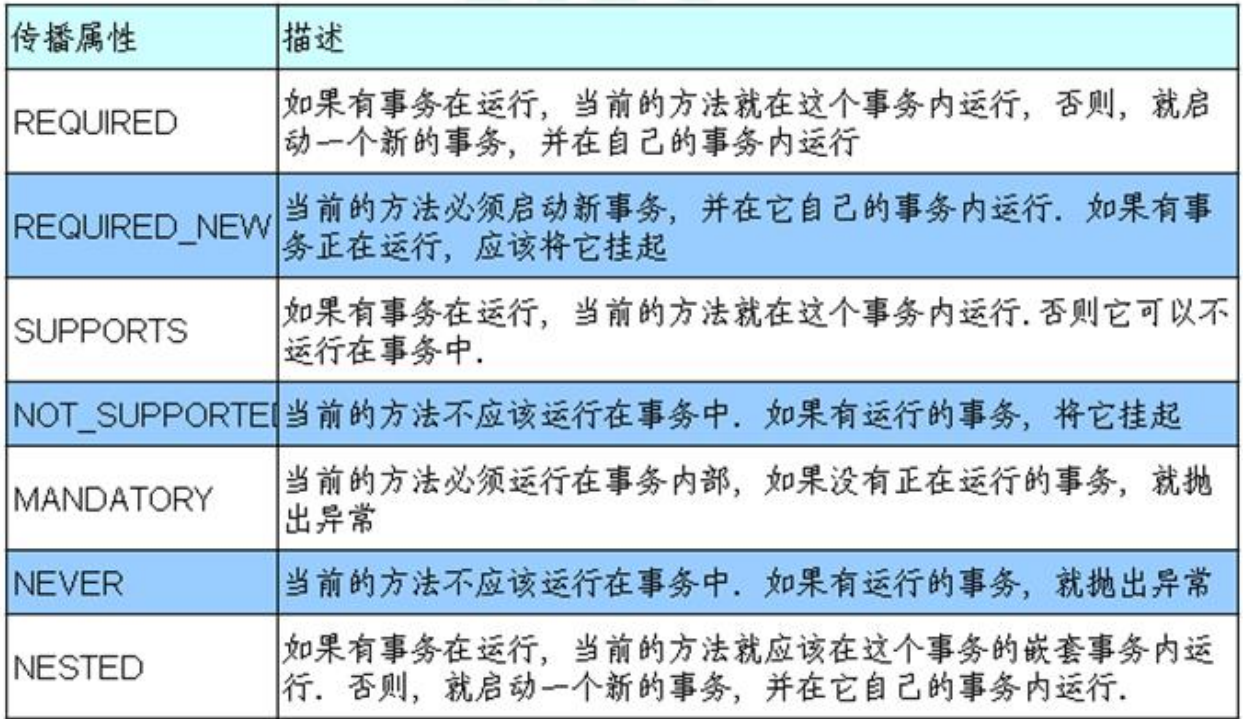 传播属性
描述
REQUIRED
如果有事务在运行，当前的方法就在这个事务内运行，否则，就启
动一个新的事务，并在自己的事务内运行
REQUIRED_NEW
当前的方法必须启动新事务，并在它自己的事务内运行. 如果有事
务正在运行，应该将它挂起
SUPPORTS
如果有事务在运行，当前的方法就在这个事务内运行.否则它可以不
运行在事务中.
NOT_SUPPORTE
当前的方法不应该运行在事务中. 如果有运行的事务，将它挂起
MANDATORY
当前的方法必须运行在事务内部，如果没有正在运行的事务，就抛
出异常
NEVER
当前的方法不应该运行在事务中. 如果有运行的事务，就抛出异常
NESTED
如果有事务在运行，当前的方法就应该在这个事务的嵌套事务内运
行. 否则，就启动一个新的事务，并在它自己的事务内运行.